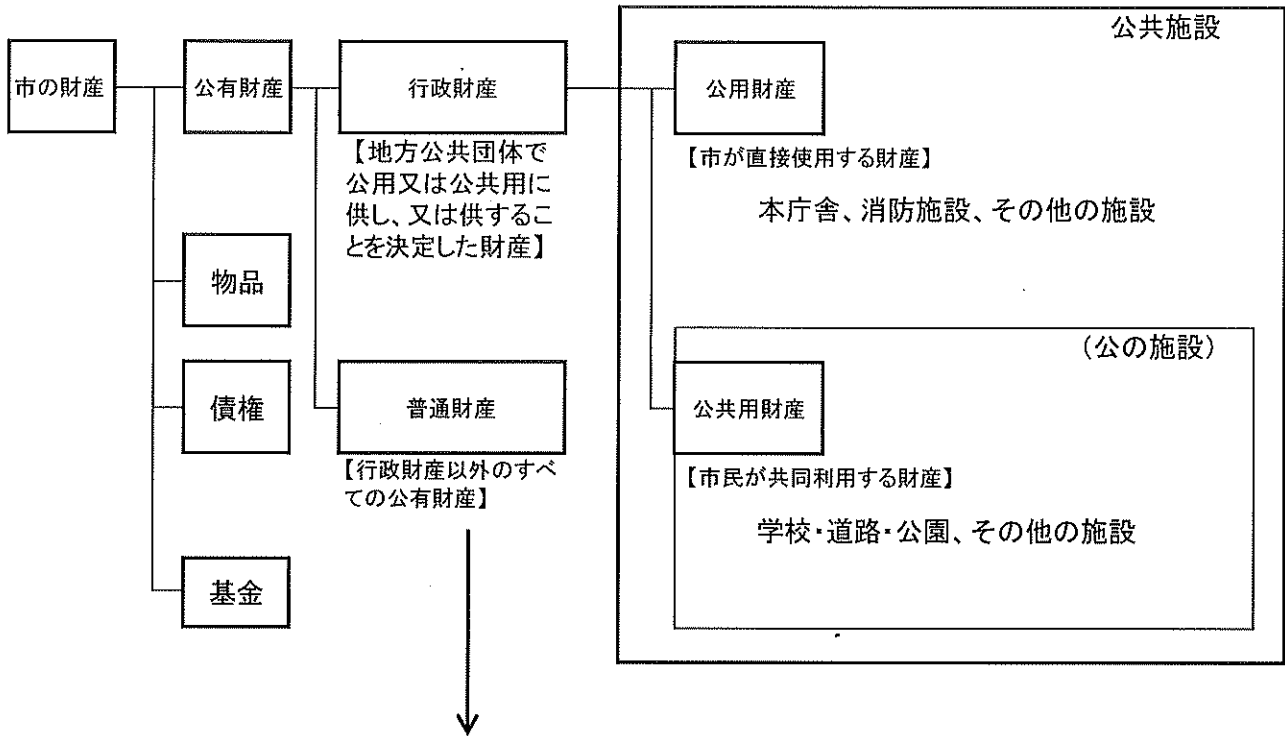 公共施設
市の財産
公有財産
行政財産
公用財産
【地方公共団体で
公用又は公共用に
供し、又は供するこ
とを決定した財産】
【市が直接使用する財産】
本庁舎、消防施設、その他の施設
物品
(公の施設)
債権
普通財産
公共用財産
【行政財産以外のすべ
ての公有財産】
【市民が共同利用する財産】
学校・道路・公園、その他の施設
基金